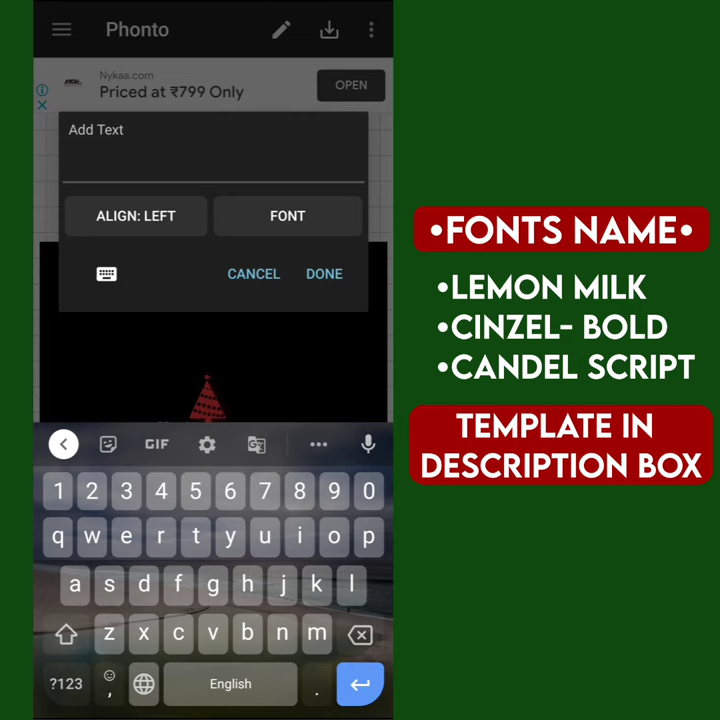 Phonto
Nykaa.com
Priced at ₹799 Only
OPEN
Add Text
ALIGN: LEFT
FONT
CANCEL
DONE
GIF
1 2 3 4 5 6 7 8 9 0
q w e r t y u i o p
a s d f g h j k l
z x c v b n m
?123 , English .
•FONTS NAME•
•LEMON MILK
•CINZEL- BOLD
•CANDEL SCRIPT
TEMPLATE IN
DESCRIPTION BOX